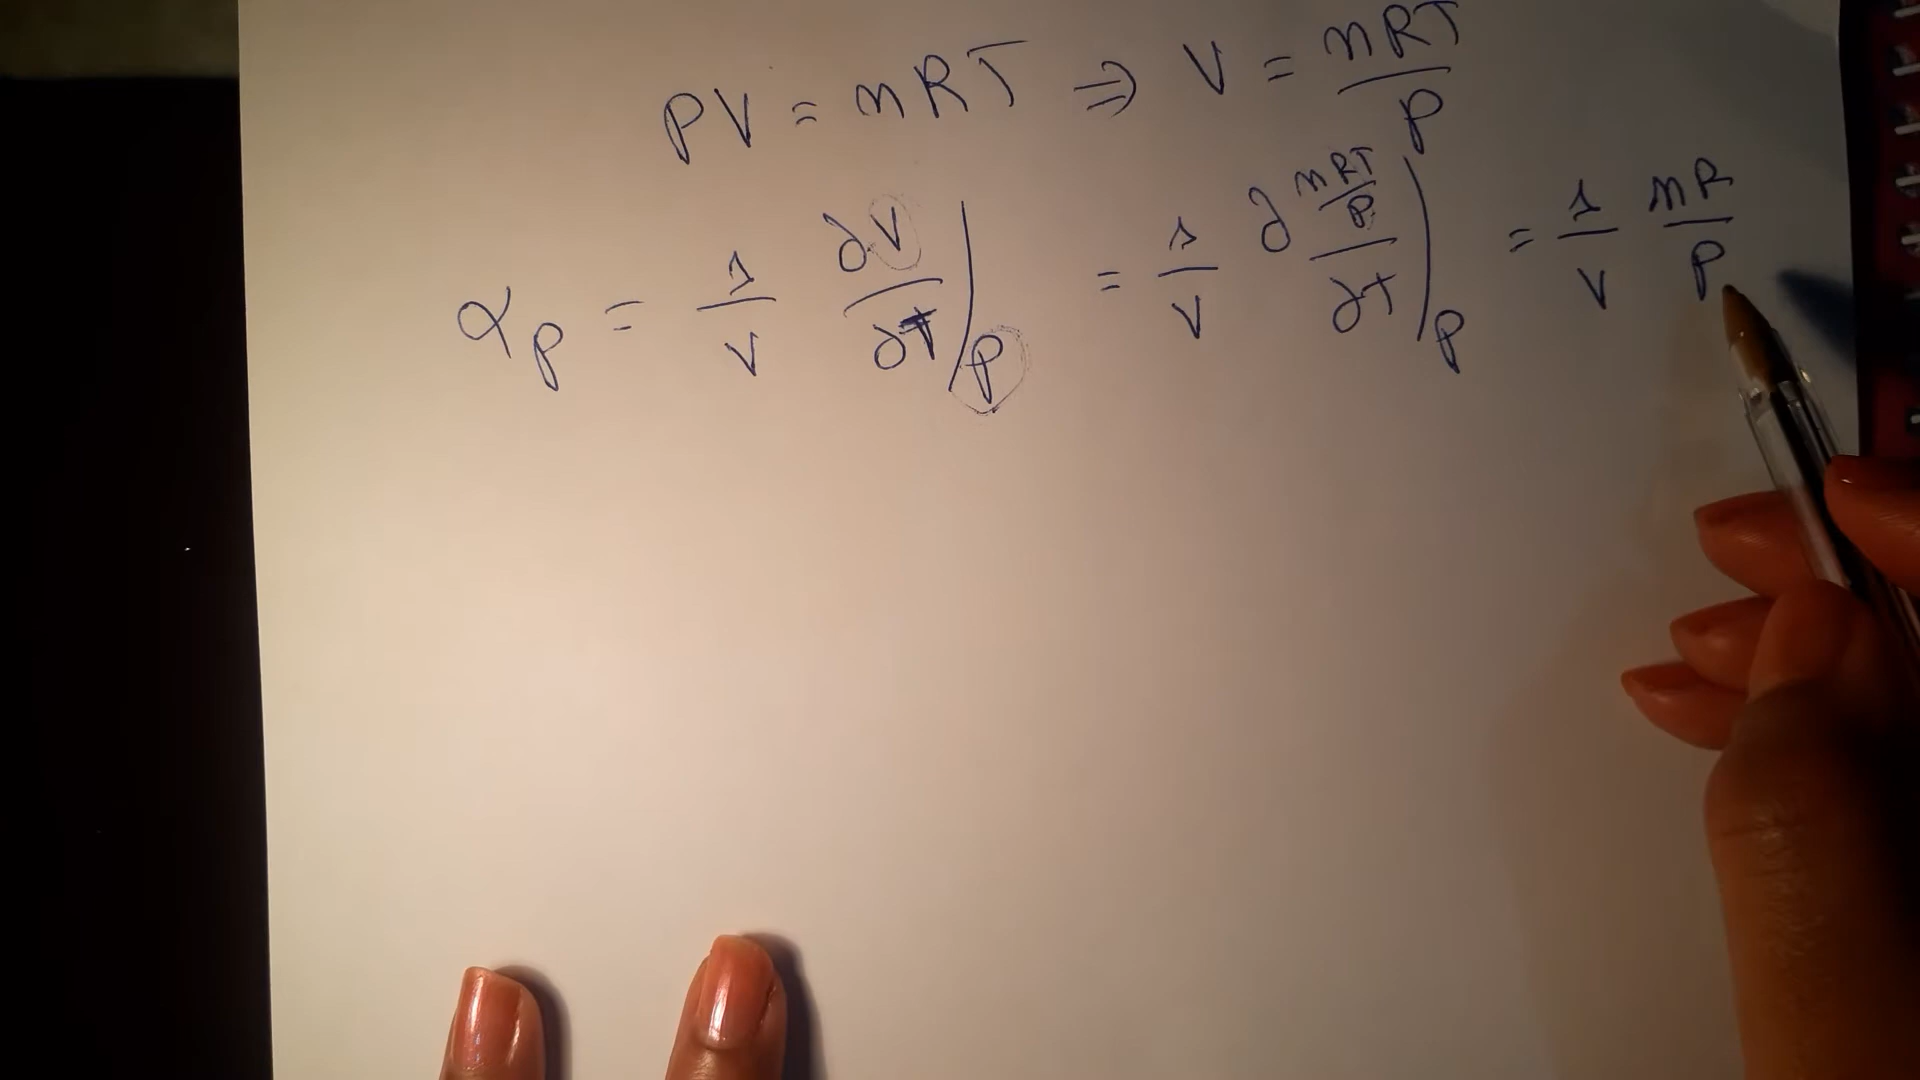 PV = nRT ⇒ V = nRT/P
α_P = 1/V ∂V/∂T|_P = 1/V ∂ nRT/P / ∂T|_P = 1/V nR/P